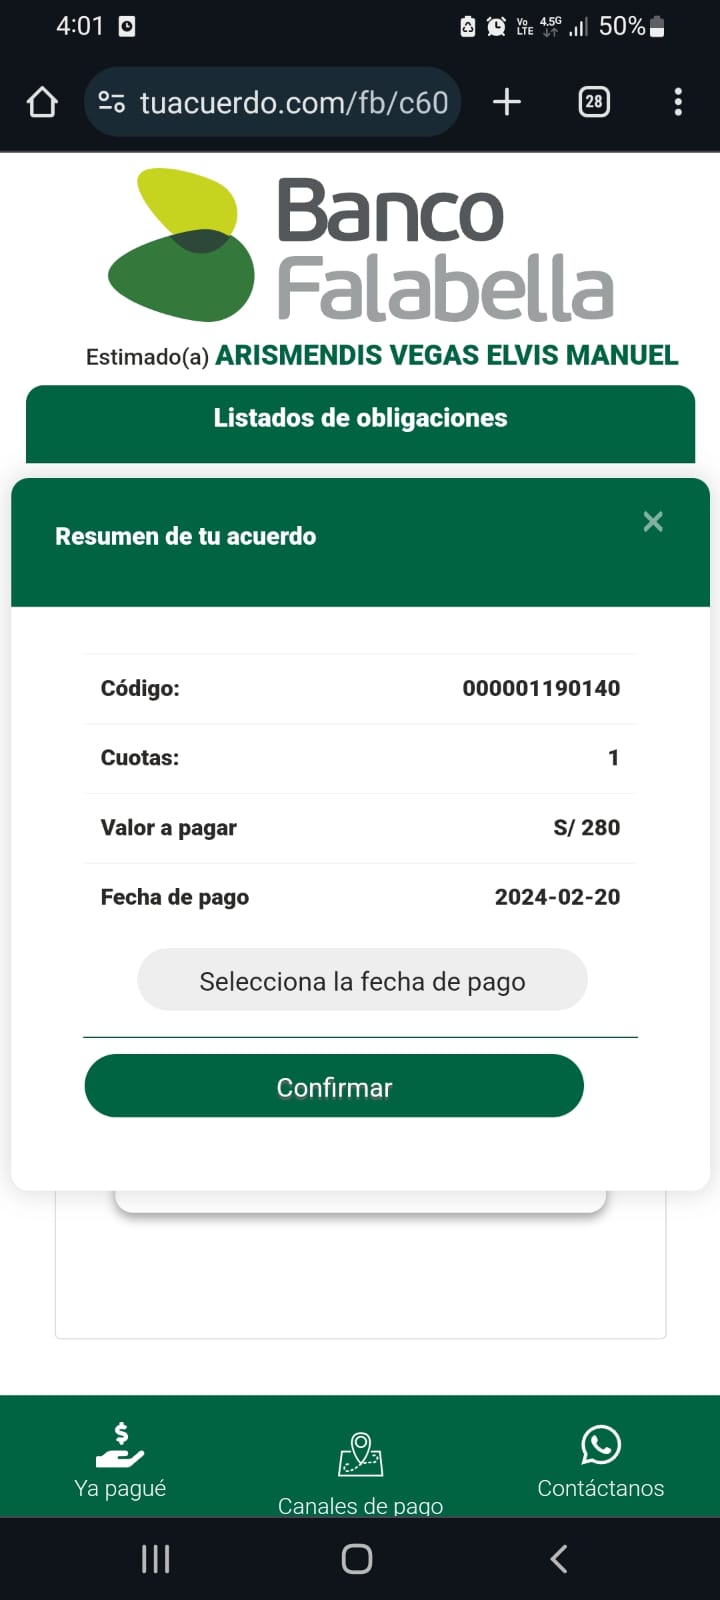 4:01
Vo LTE 4.5G 50%
tuacuerdo.com/fb/c60
28
Banco
Falabella
Estimado(a) ARISMENDIS VEGAS ELVIS MANUEL
Listados de obligaciones
Resumen de tu acuerdo
Código: 000001190140
Cuotas: 1
Valor a pagar S/ 280
Fecha de pago 2024-02-20
Selecciona la fecha de pago
Confirmar
Ya pagué
Canales de pago
Contáctanos